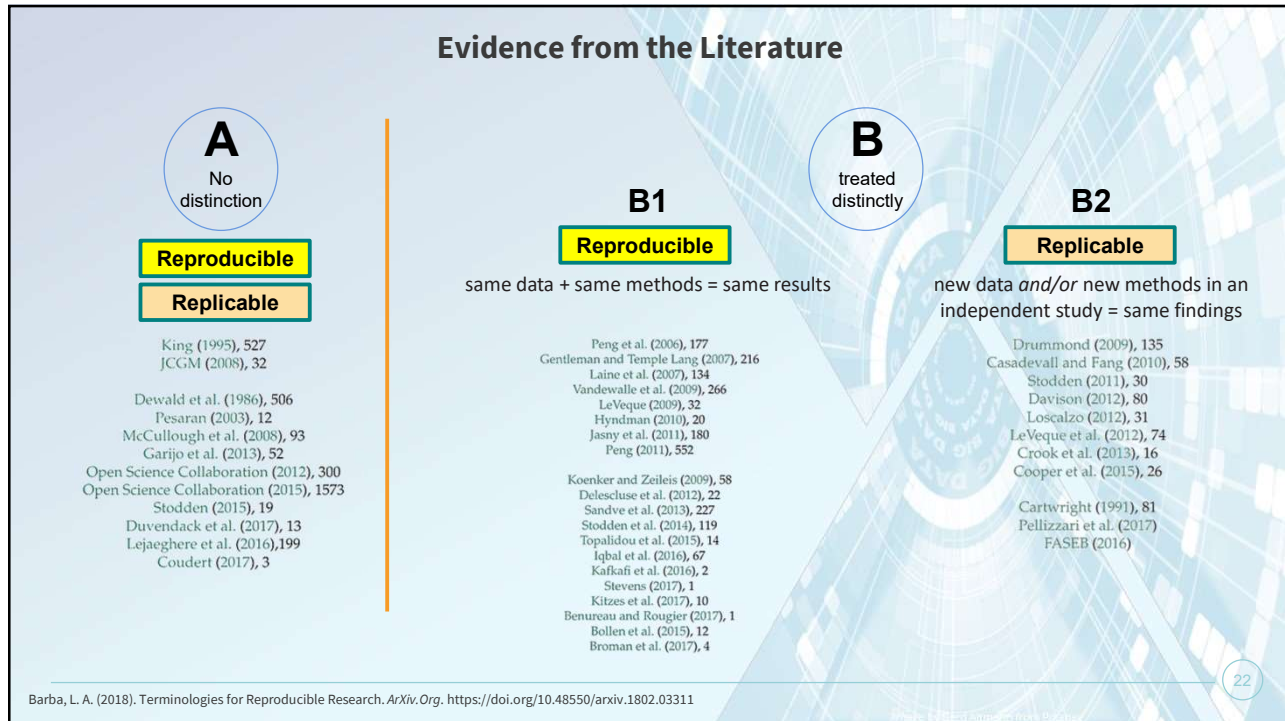 Evidence from the Literature
A
No
distinction
Reproducible
Replicable
King (1995), 527
JCGM (2008), 32
Dewald et al. (1986), 506
Pesaran (2003), 12
McCullough et al. (2008), 93
Garijo et al. (2013), 52
Open Science Collaboration (2012), 300
Open Science Collaboration (2015), 1573
Stodden (2015), 19
Duvendack et al. (2017), 13
Lejaeghere et al. (2016),199
Coudert (2017), 3
B
treated
distinctly
B1
Reproducible
same data + same methods = same results
Peng et al. (2006), 177
Gentleman and Temple Lang (2007), 216
Laine et al. (2007), 134
Vandewalle et al. (2009), 266
LeVeque (2009), 32
Hyndman (2010), 20
Jasny et al. (2011), 180
Peng (2011), 552
Koenker and Zeileis (2009), 58
Delescluse et al. (2012), 22
Sandve et al. (2013), 227
Stodden et al. (2014), 119
Topalidou et al. (2015), 14
Iqbal et al. (2016), 67
Kafkafi et al. (2016), 2
Stevens (2017), 1
Kitzes et al. (2017), 10
Benureau and Rougier (2017), 1
Bollen et al. (2015), 12
Broman et al. (2017), 4
B2
Replicable
new data and/or new methods in an
independent study = same findings
Drummond (2009), 135
Casadevall and Fang (2010), 58
Stodden (2011), 30
Davison (2012), 80
Loscalzo (2012), 31
LeVeque et al. (2012), 74
Crook et al. (2013), 16
Cooper et al. (2015), 26
Cartwright (1991), 81
Pellizzari et al. (2017)
FASEB (2016)
Barba, L. A. (2018). Terminologies for Reproducible Research. ArXiv.Org. https://doi.org/10.48550/arxiv.1802.03311
22